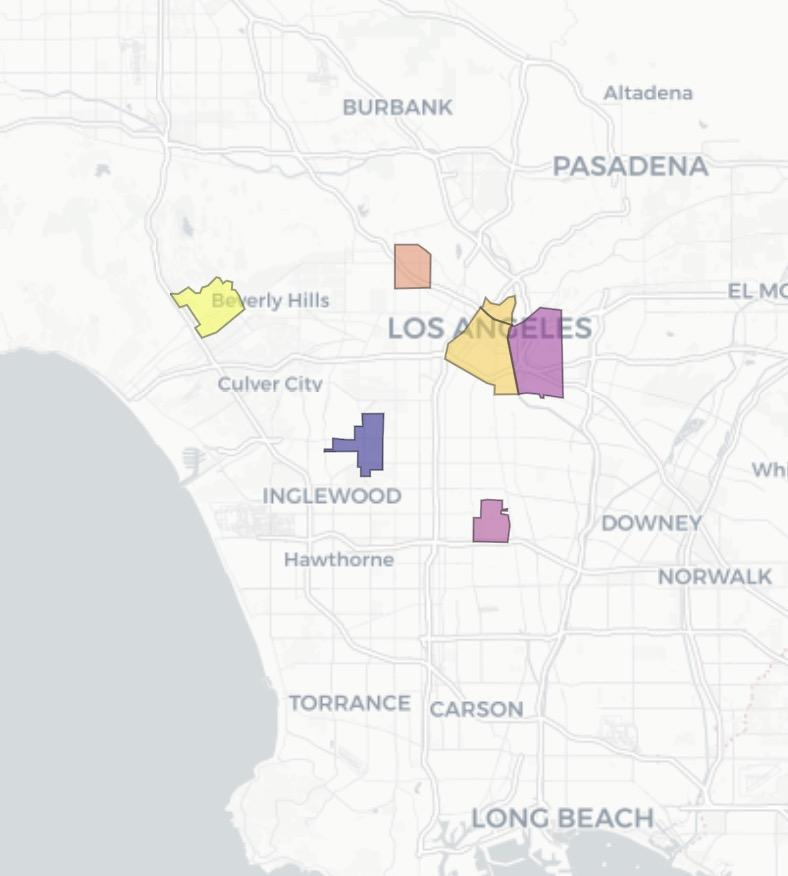 Altadena
BURBANK
PASADENA
EL MO
Beverly Hills
LOS ANGELES
Culver City
Whi
INGLEWOOD
DOWNEY
Hawthorne
NORWALK
TORRANCE
CARSON
LONG BEACH